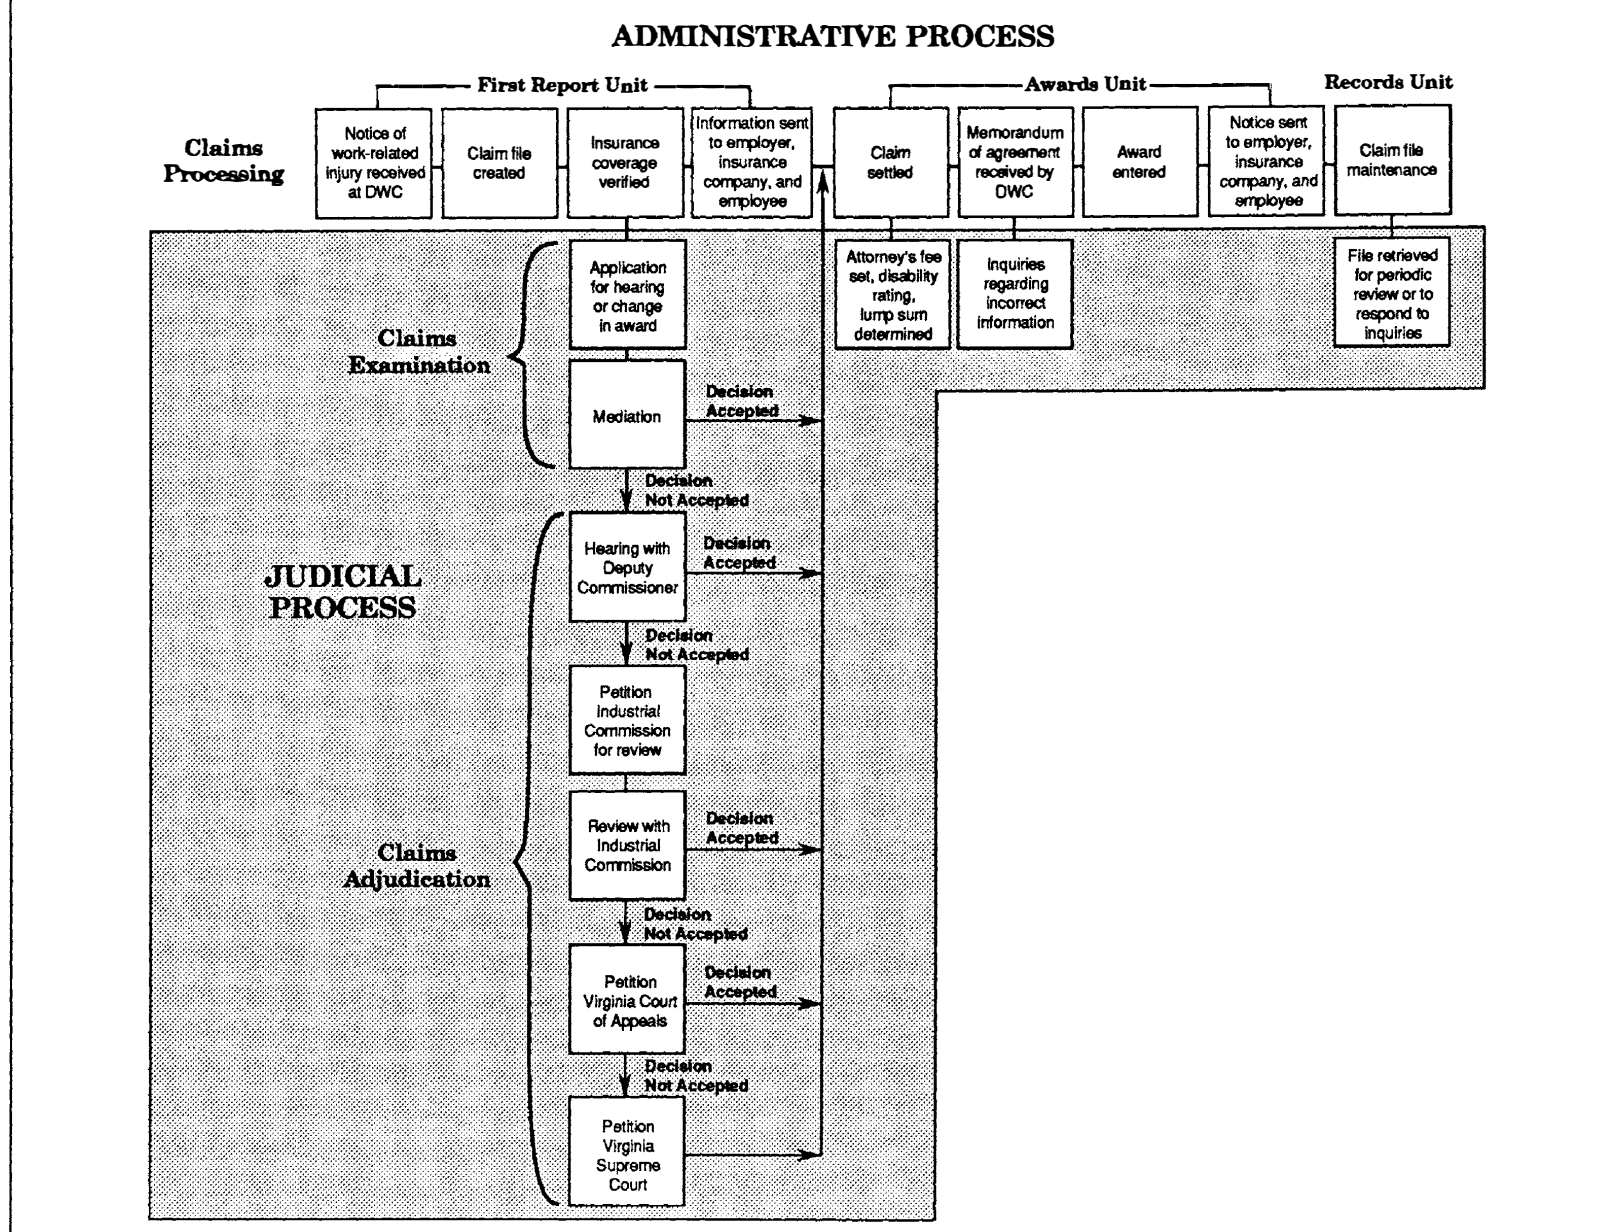 ADMINISTRATIVE PROCESS
First Report Unit
Awards Unit
Records Unit
Claims
Processing
Notice of
work-related
injury received
at DWC
Claim file
created
Insurance
coverage
verified
Information sent
to employer,
insurance
company, and
employee
Claim
settled
Memorandum
of agreement
received by
DWC
Award
entered
Notice sent
to employer,
insurance
company, and
employee
Claim file
maintenance
Application
for hearing
or change
in award
Attorney's fee
set, disability
rating,
lump sum
determined
Inquiries
regarding
incorrect
information
File retrieved
for periodic
review or to
respond to
inquiries
Claims
Examination
Mediation
Decision
Accepted
Decision
Not Accepted
JUDICIAL
PROCESS
Hearing with
Deputy
Commissioner
Decision
Accepted
Decision
Not Accepted
Petition
Industrial
Commission
for review
Claims
Adjudication
Review with
Industrial
Commission
Decision
Accepted
Decision
Not Accepted
Petition
Virginia Court
of Appeals
Decision
Accepted
Decision
Not Accepted
Petition
Virginia
Supreme
Court